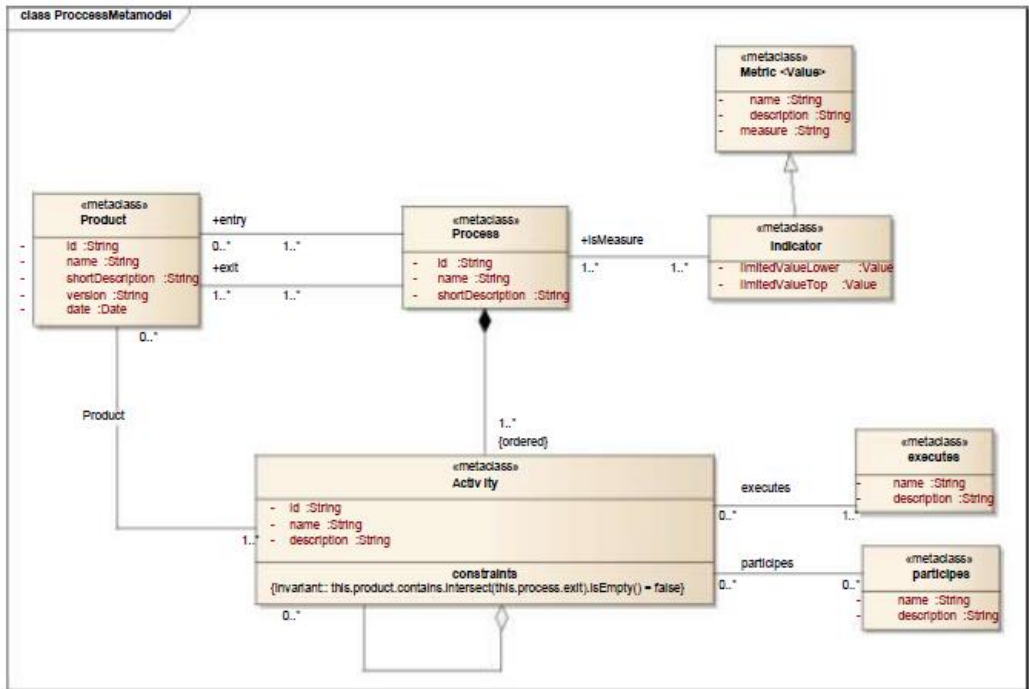 class ProccessMetamodel
«metaclass»
Metric <Value>
- name :String
- description :String
- measure :String
«metaclass»
Product
- id :String
- name :String
- shortDescription :String
- version :String
- date :Date
+entry
0..*
1..*
+exit
1..*
1..*
«metaclass»
Process
- id :String
- name :String
- shortDescription :String
+isMeasure
1..*
1..*
«metaclass»
Indicator
- limitedValueLower :Value
- limitedValueTop :Value
0..*
Product
1..*
1..*
{ordered}
«metaclass»
Activity
- id :String
- name :String
- description :String
constraints
{invariant:: this.product.contains.intersect(this.process.exit).isEmpty() = false}
0..*
executes
0..*
1..*
«metaclass»
executes
- name :String
- description :String
participes
0..*
0..*
«metaclass»
participes
- name :String
- description :String